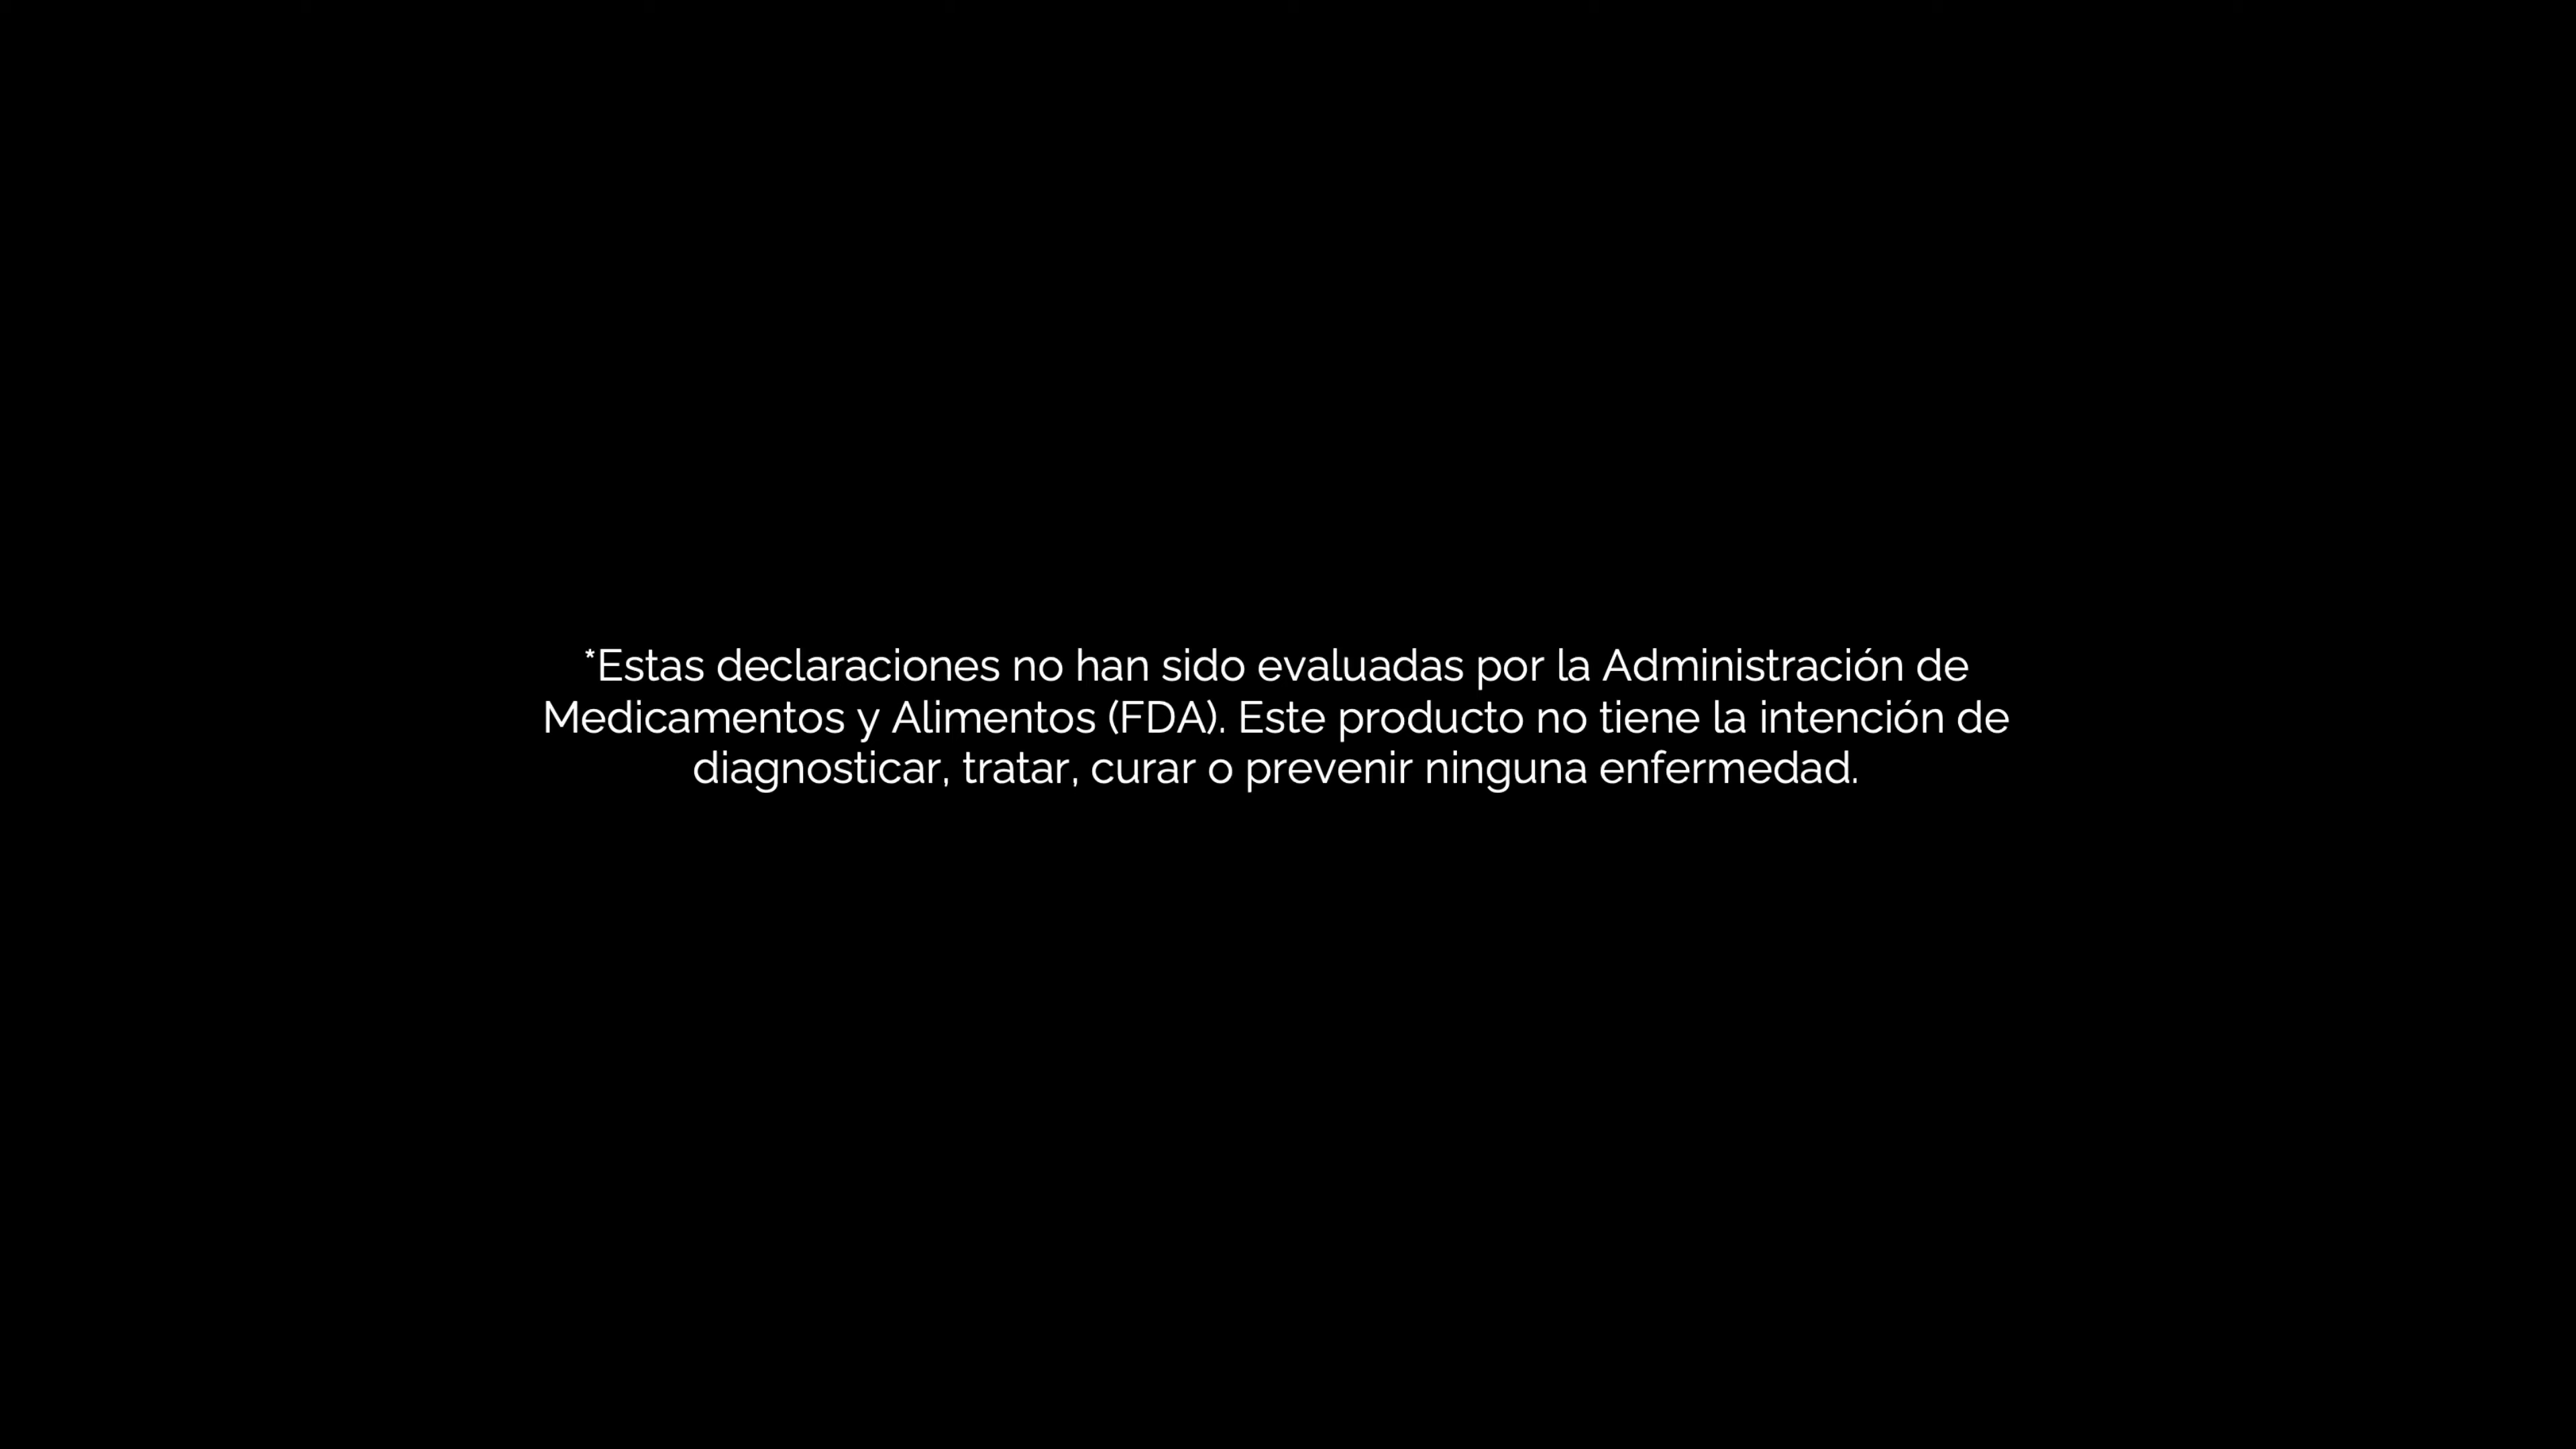 *Estas declaraciones no han sido evaluadas por la Administración de
Medicamentos y Alimentos (FDA). Este producto no tiene la intención de
diagnosticar, tratar, curar o prevenir ninguna enfermedad.